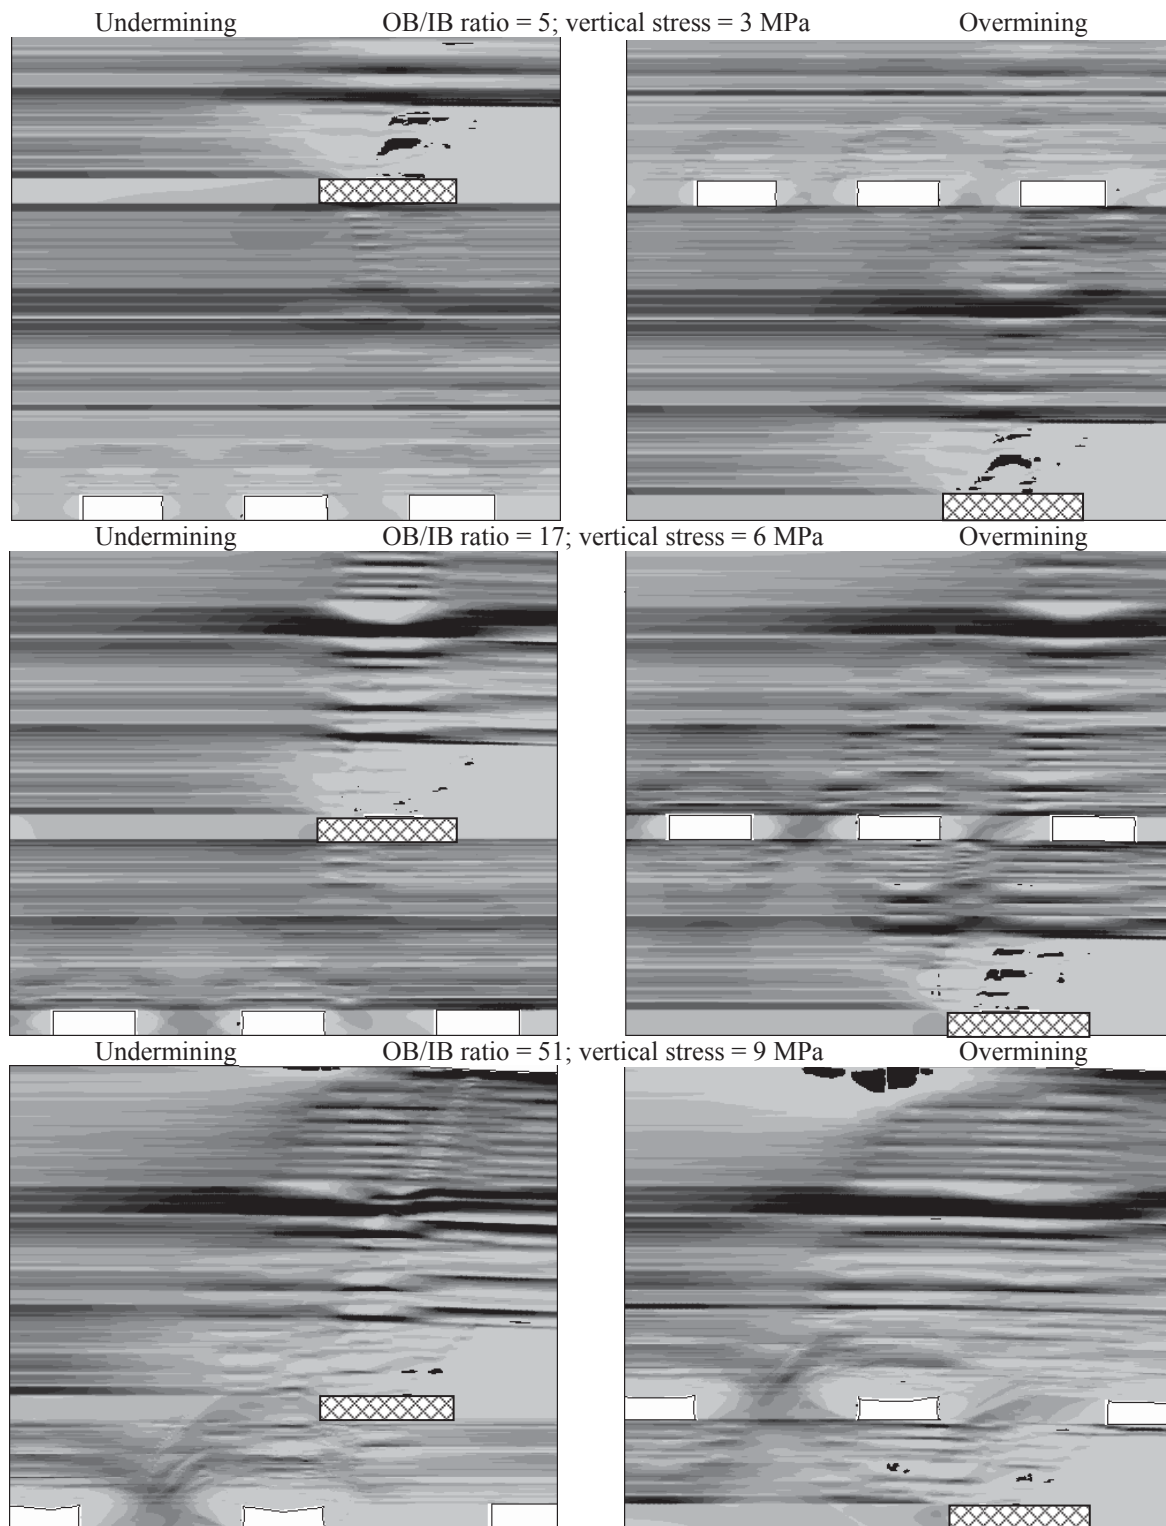 Undermining OB/IB ratio = 5; vertical stress = 3 MPa Overmining
Undermining OB/IB ratio = 17; vertical stress = 6 MPa Overmining
Undermining OB/IB ratio = 51; vertical stress = 9 MPa Overmining